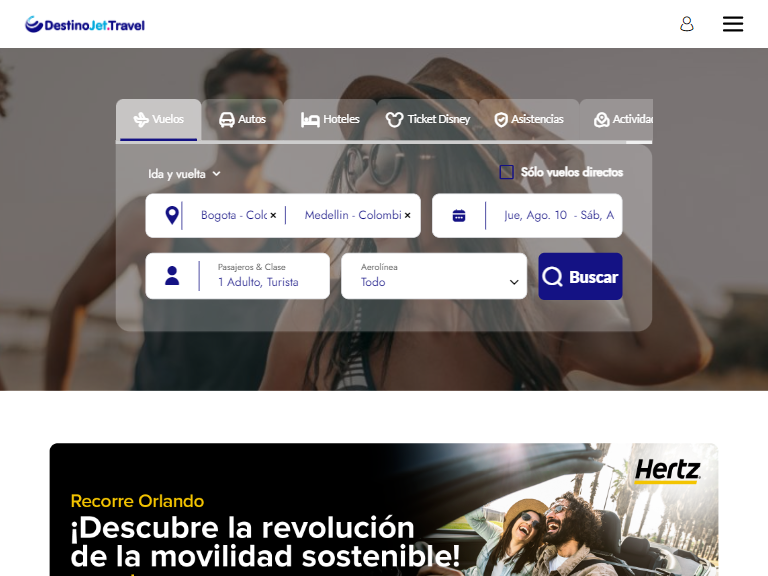 DestinoJet.Travel
Vuelos Autos Hoteles Ticket Disney Asistencias Activida
Ida y vuelta Sólo vuelos directos
Bogota - Colo × Medellin - Colombi × Jue, Ago. 10 - Sáb, A
Pasajeros & Clase Aerolínea
1 Adulto, Turista Todo Buscar
Hertz
Recorre Orlando
¡Descubre la revolución
de la movilidad sostenible!